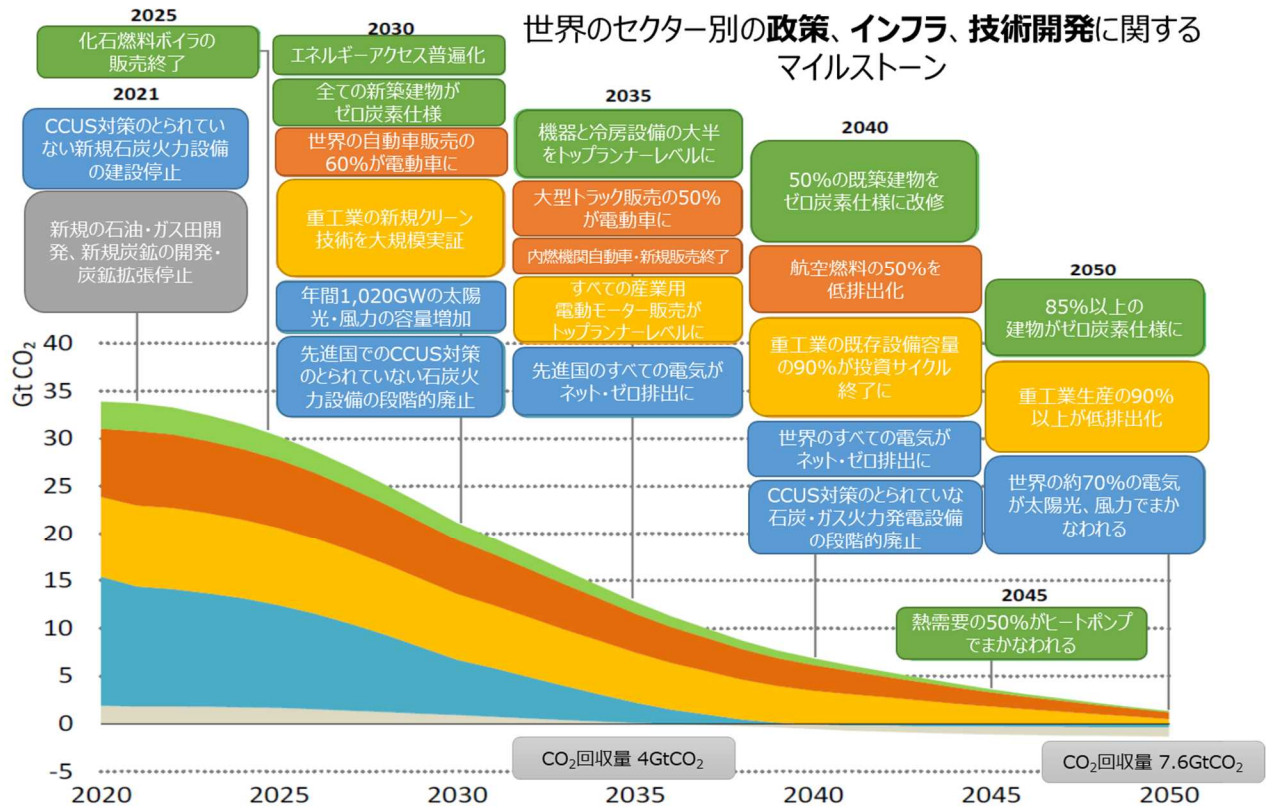 世界のセクター別の政策、インフラ、技術開発に関する
マイルストーン
2025
化石燃料ボイラの
販売終了
2021
CCUS対策のとられてい
ない新規石炭火力設備
の建設停止
新規の石油・ガス田開
発、新規炭鉱の開発・
炭鉱拡張停止
2030
エネルギーアクセス普遍化
全ての新築建物が
ゼロ炭素仕様
世界の自動車販売の
60%が電動車に
重工業の新規クリーン
技術を大規模実証
年間1,020GWの太陽
光・風力の容量増加
先進国でのCCUS対策
のとられていない石炭火
力設備の段階的廃止
2035
機器と冷房設備の大半
をトップランナーレベルに
大型トラック販売の50%
が電動車に
内燃機関自動車・新規販売終了
すべての産業用
電動モーター販売が
トップランナーレベルに
先進国のすべての電気が
ネット・ゼロ排出に
2040
50%の既築建物を
ゼロ炭素仕様に改修
航空燃料の50%を
低排出化
重工業の既存設備容量
の90%が投資サイクル
終了に
世界のすべての電気が
ネット・ゼロ排出に
CCUS対策のとられていな
石炭・ガス火力発電設備
の段階的廃止
2050
85%以上の
建物がゼロ炭素仕様に
重工業生産の90%
以上が低排出化
世界の約70%の電気
が太陽光、風力でまか
なわれる
2045
熱需要の50%がヒートポンプ
でまかなわれる
Gt CO₂
40
35
30
25
20
15
10
5
0
-5
CO₂回収量 4GtCO₂
CO₂回収量 7.6GtCO₂
2020
2025
2030
2035
2040
2045
2050